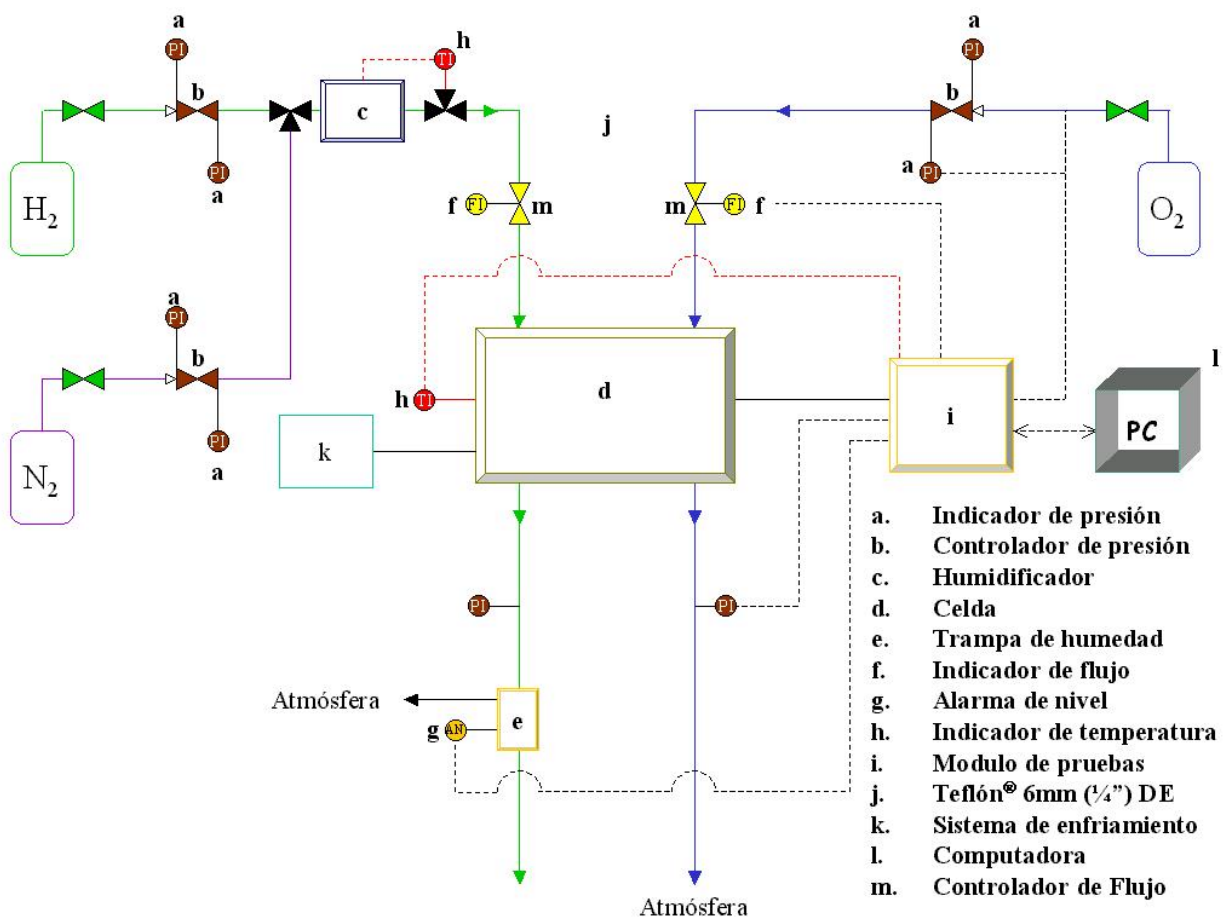 a
a
h
PI
PI
TI
b
b
c
j
a
PI
PI
a
H₂
f
FI
m
m
FI
f
O₂
a
PI
b
l
h
TI
d
i
PC
PI
a
k
N₂
a. Indicador de presión
b. Controlador de presión
c. Humidificador
d. Celda
PI
PI
e. Trampa de humedad
f. Indicador de flujo
Atmósfera
g. Alarma de nivel
g
AN
e
h. Indicador de temperatura
i. Modulo de pruebas
j. Teflón® 6mm (¼”) DE
k. Sistema de enfriamiento
l. Computadora
m. Controlador de Flujo
Atmósfera